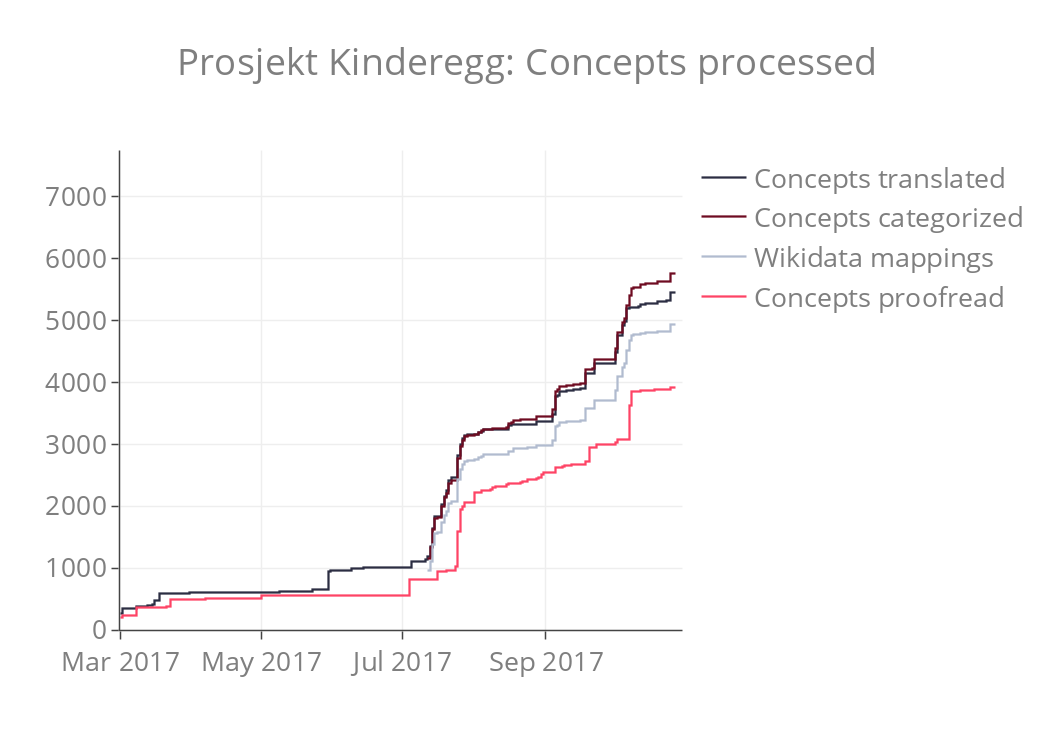 Prosjekt Kinderegg: Concepts processed
Concepts translated
Concepts categorized
Wikidata mappings
Concepts proofread
7000
6000
5000
4000
3000
2000
1000
0
Mar 2017 May 2017 Jul 2017 Sep 2017